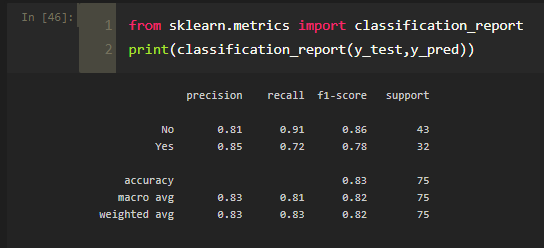 In [46]:
1 from sklearn.metrics import classification_report
2 print(classification_report(y_test,y_pred))
precision recall f1-score support
No 0.81 0.91 0.86 43
Yes 0.85 0.72 0.78 32
accuracy 0.83 75
macro avg 0.83 0.81 0.82 75
weighted avg 0.83 0.83 0.82 75